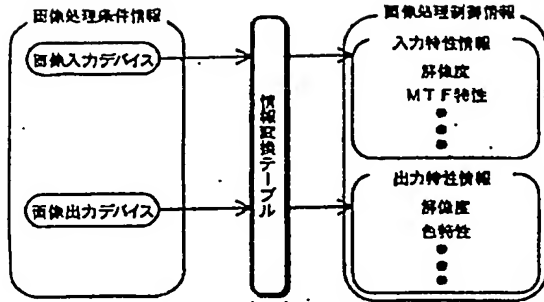 画像処理条件情報
画像入力デバイス
画像出力デバイス
情報変換テーブル
画像処理制御情報
入力特性情報
解像度
MTF特性
出力特性情報
解像度
色特性